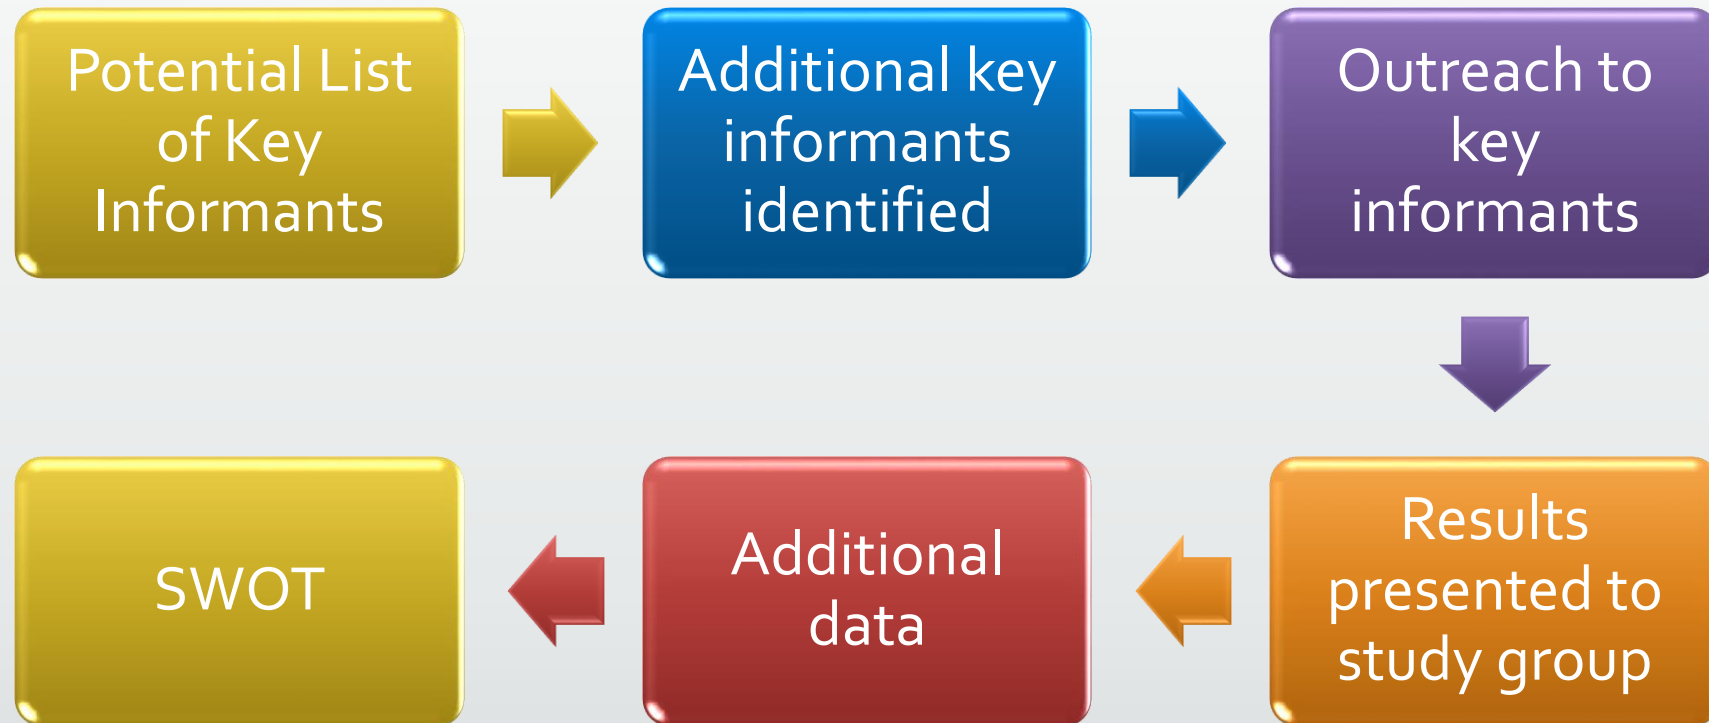 Potential List
of Key
Informants
Additional key
informants
identified
Outreach to
key
informants
Results
presented to
study group
Additional
data
SWOT